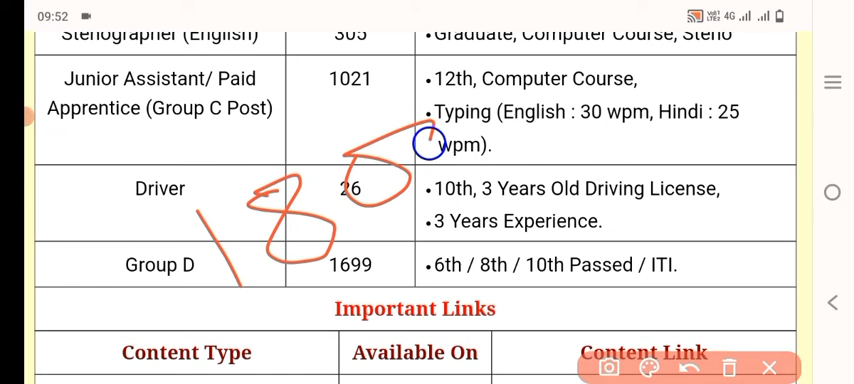 09:52 Vo1 LTE2 4G
Stenographer (English) 305 • Graduate, Computer Course, Steno
Junior Assistant/ Paid Apprentice (Group C Post) 1021 • 12th, Computer Course,
• Typing (English : 30 wpm, Hindi : 25 wpm).
Driver 26 • 10th, 3 Years Old Driving License,
• 3 Years Experience.
185
Group D 1699 • 6th / 8th / 10th Passed / ITI.
Important Links
Content Type Available On Content Link